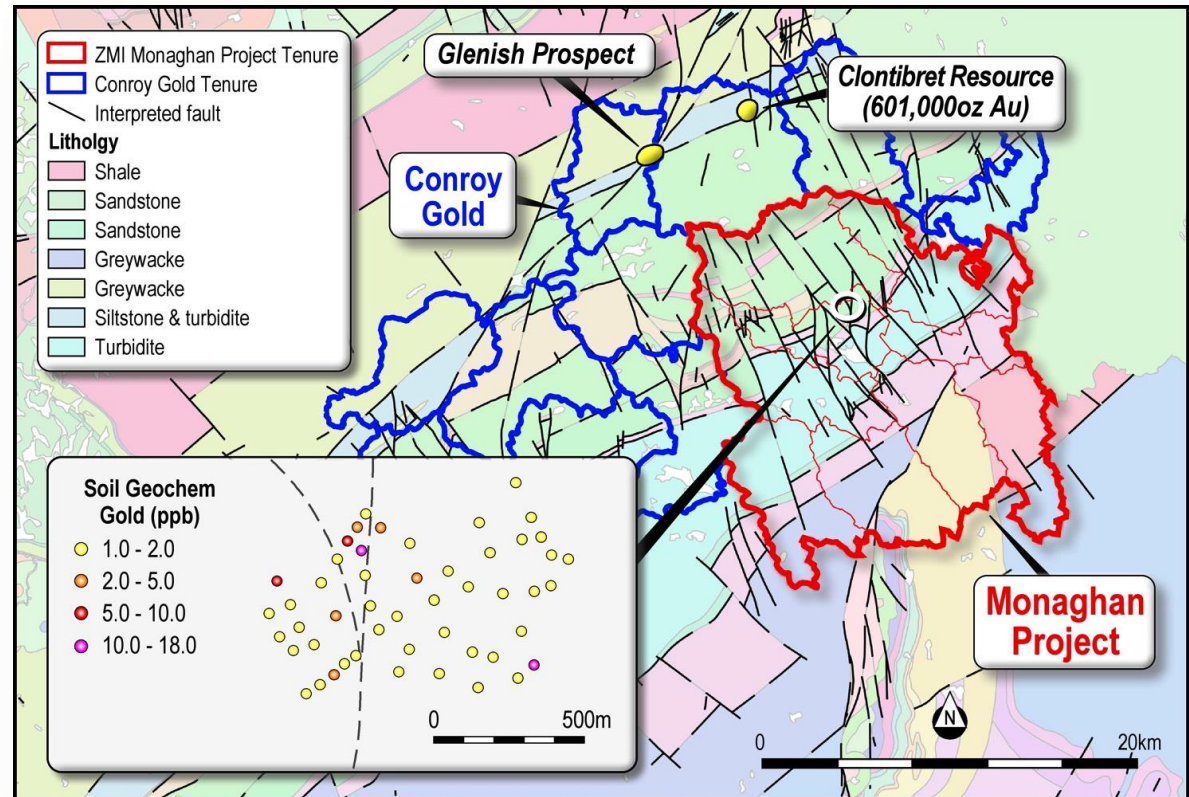 ZMI Monaghan Project Tenure
Conroy Gold Tenure
Interpreted fault
Litholgy
Shale
Sandstone
Sandstone
Greywacke
Greywacke
Siltstone & turbidite
Turbidite
Glenish Prospect
Clontibret Resource
(601,000oz Au)
Conroy
Gold
Soil Geochem
Gold (ppb)
1.0 - 2.0
2.0 - 5.0
5.0 - 10.0
10.0 - 18.0
0 500m
Monaghan
Project
N
0 20km